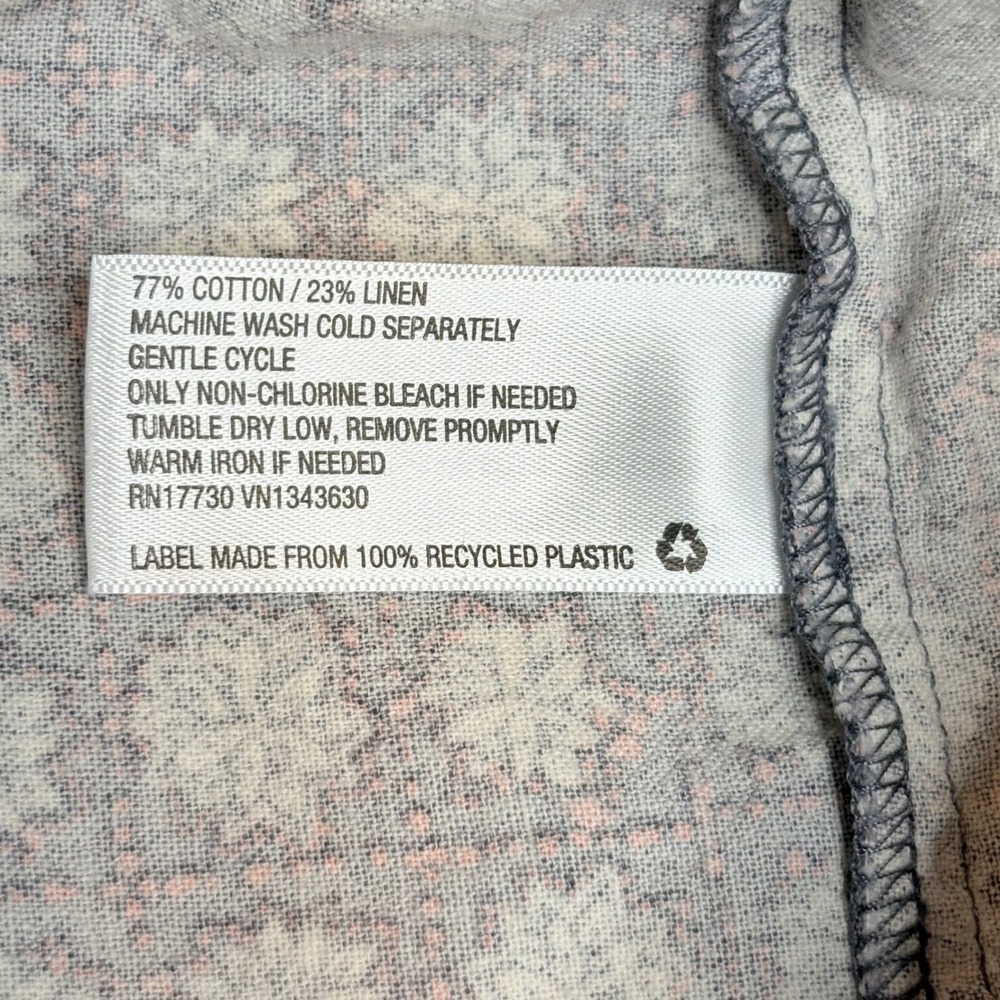 77% COTTON / 23% LINEN
MACHINE WASH COLD SEPARATELY
GENTLE CYCLE
ONLY NON-CHLORINE BLEACH IF NEEDED
TUMBLE DRY LOW, REMOVE PROMPTLY
WARM IRON IF NEEDED
RN17730 VN1343630
LABEL MADE FROM 100% RECYCLED PLASTIC